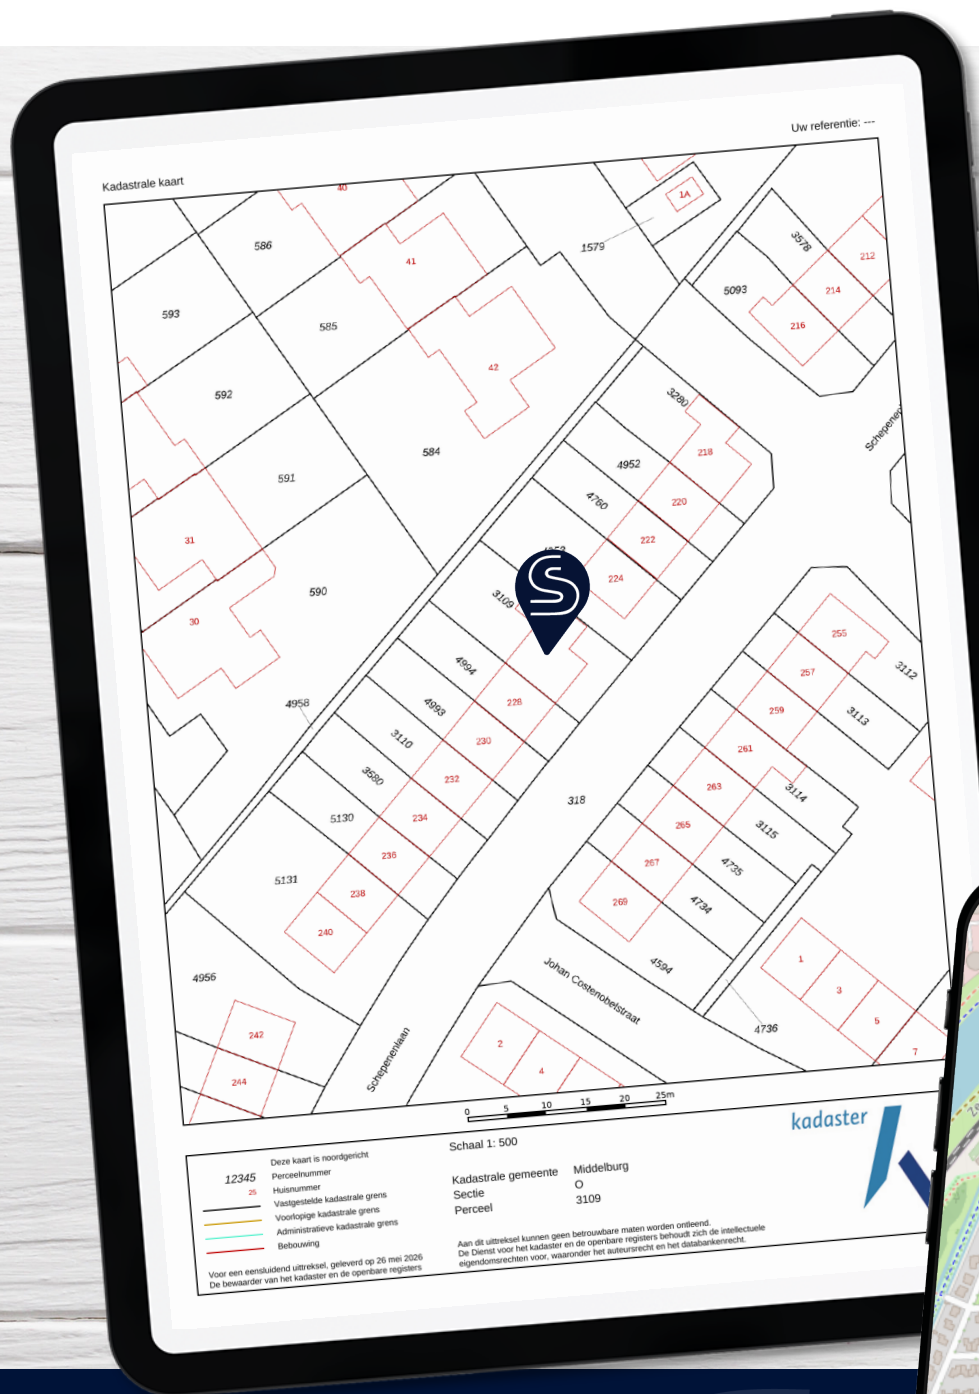 Uw referentie: ---
Kadastrale kaart
40
1A
586
41
1579
3578
212
593
5093
214
585
216
42
592
3280
584
218
4952
591
4760
220
31
222
224
590
3109
30
255
3112
4994
257
4958
4993
228
259
3113
3110
230
261
3580
232
263
3114
318
5130
234
265
3115
236
267
4735
5131
238
269
4734
240
1
4594
4956
Johan Costenobelstraat
3
242
4736
5
2
Schepenenlaan
7
244
4
0 5 10 15 20 25m
Schaal 1: 500
kadaster
Deze kaart is noordgericht
12345 Perceelnummer
25 Huisnummer
Vastgestelde kadastrale grens
Voorlopige kadastrale grens
Administratieve kadastrale grens
Bebouwing
Kadastrale gemeente Middelburg
Sectie O
Perceel 3109
Voor een eensluidend uittreksel, geleverd op 26 mei 2026
De bewaarder van het kadaster en de openbare registers
Aan dit uittreksel kunnen geen betrouwbare maten worden ontleend.
De Dienst voor het kadaster en de openbare registers behoudt zich de intellectuele
eigendomsrechten voor, waaronder het auteursrecht en het databankenrecht.